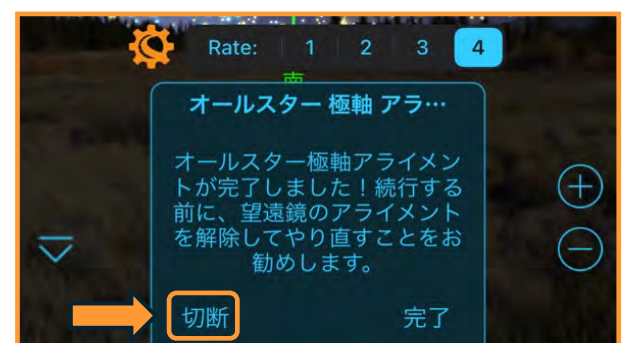 Rate: 1 2 3 4
南
オールスター 極軸 アラ…
オールスター極軸アライメン
トが完了しました！続行する
前に、望遠鏡のアライメント
を解除してやり直すことをお
勧めします。
切断 完了